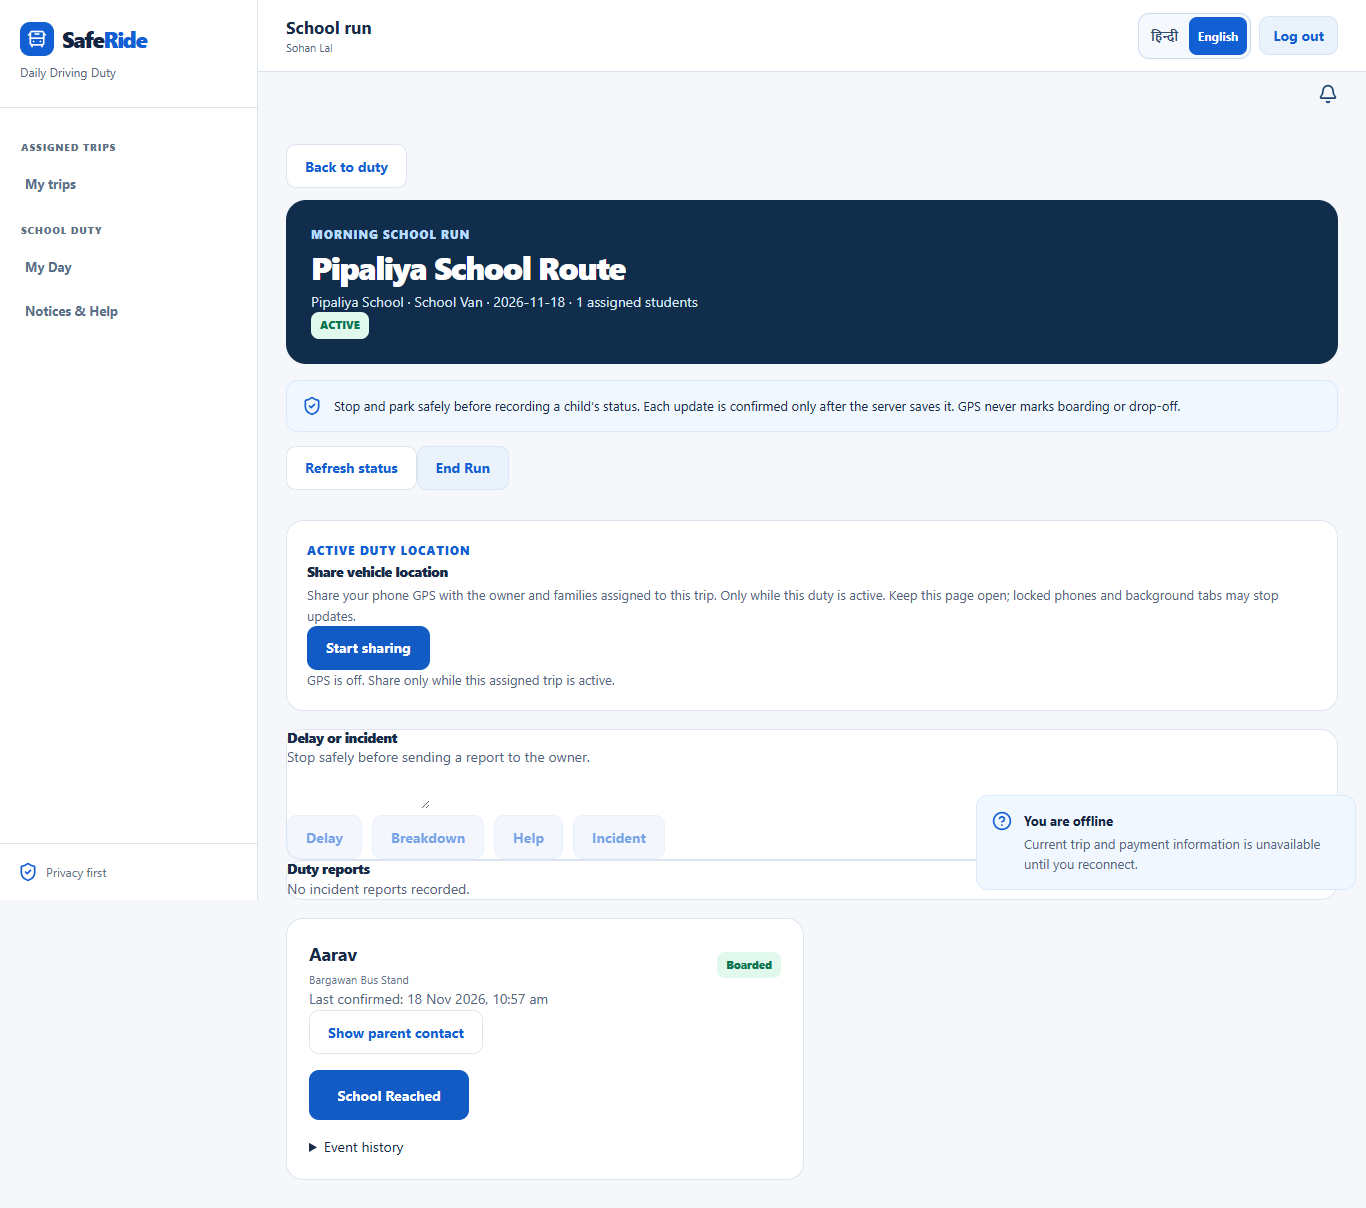 SafeRide
Daily Driving Duty
ASSIGNED TRIPS
My trips
SCHOOL DUTY
My Day
Notices & Help
Privacy first
School run
Sohan Lal
हिन्दी
English
Log out
Back to duty
MORNING SCHOOL RUN
Pipaliya School Route
Pipaliya School · School Van · 2026-11-18 · 1 assigned students
ACTIVE
Stop and park safely before recording a child's status. Each update is confirmed only after the server saves it. GPS never marks boarding or drop-off.
Refresh status
End Run
ACTIVE DUTY LOCATION
Share vehicle location
Share your phone GPS with the owner and families assigned to this trip. Only while this duty is active. Keep this page open; locked phones and background tabs may stop
updates.
Start sharing
GPS is off. Share only while this assigned trip is active.
Delay or incident
Stop safely before sending a report to the owner.
Delay
Breakdown
Help
Incident
Duty reports
No incident reports recorded.
You are offline
Current trip and payment information is unavailable
until you reconnect.
Aarav
Boarded
Bargawan Bus Stand
Last confirmed: 18 Nov 2026, 10:57 am
Show parent contact
School Reached
Event history